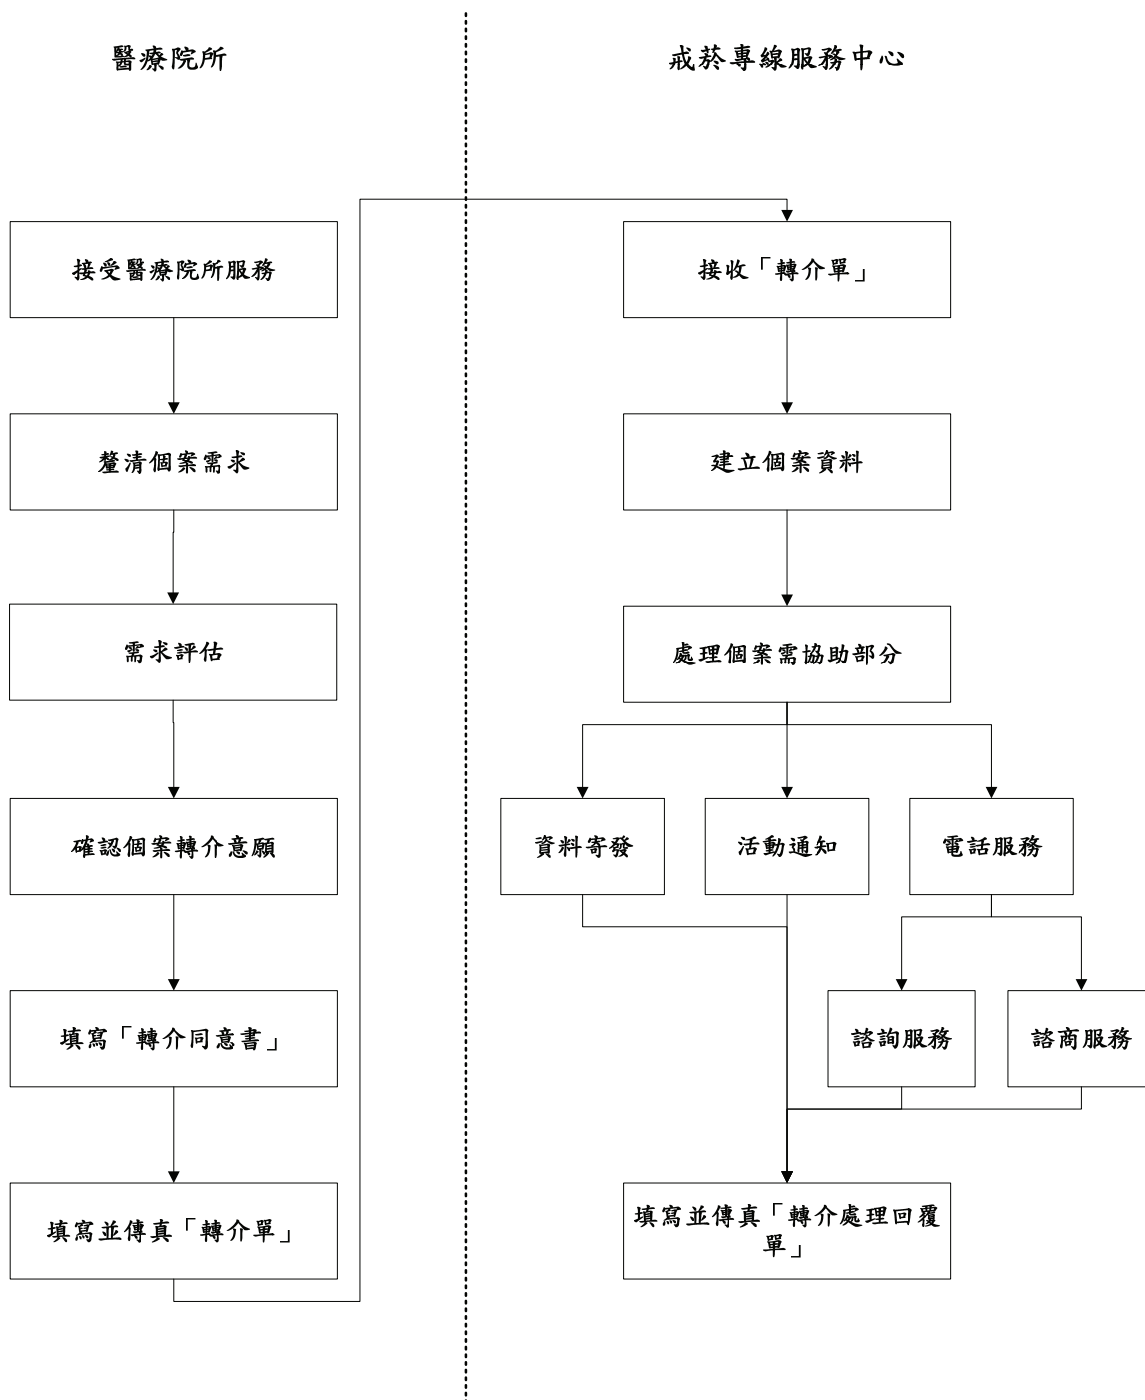 醫療院所
戒菸專線服務中心
接受醫療院所服務
釐清個案需求
需求評估
確認個案轉介意願
填寫「轉介同意書」
填寫並傳真「轉介單」
接收「轉介單」
建立個案資料
處理個案需協助部分
資料寄發
活動通知
電話服務
諮詢服務
諮商服務
填寫並傳真「轉介處理回覆
單」